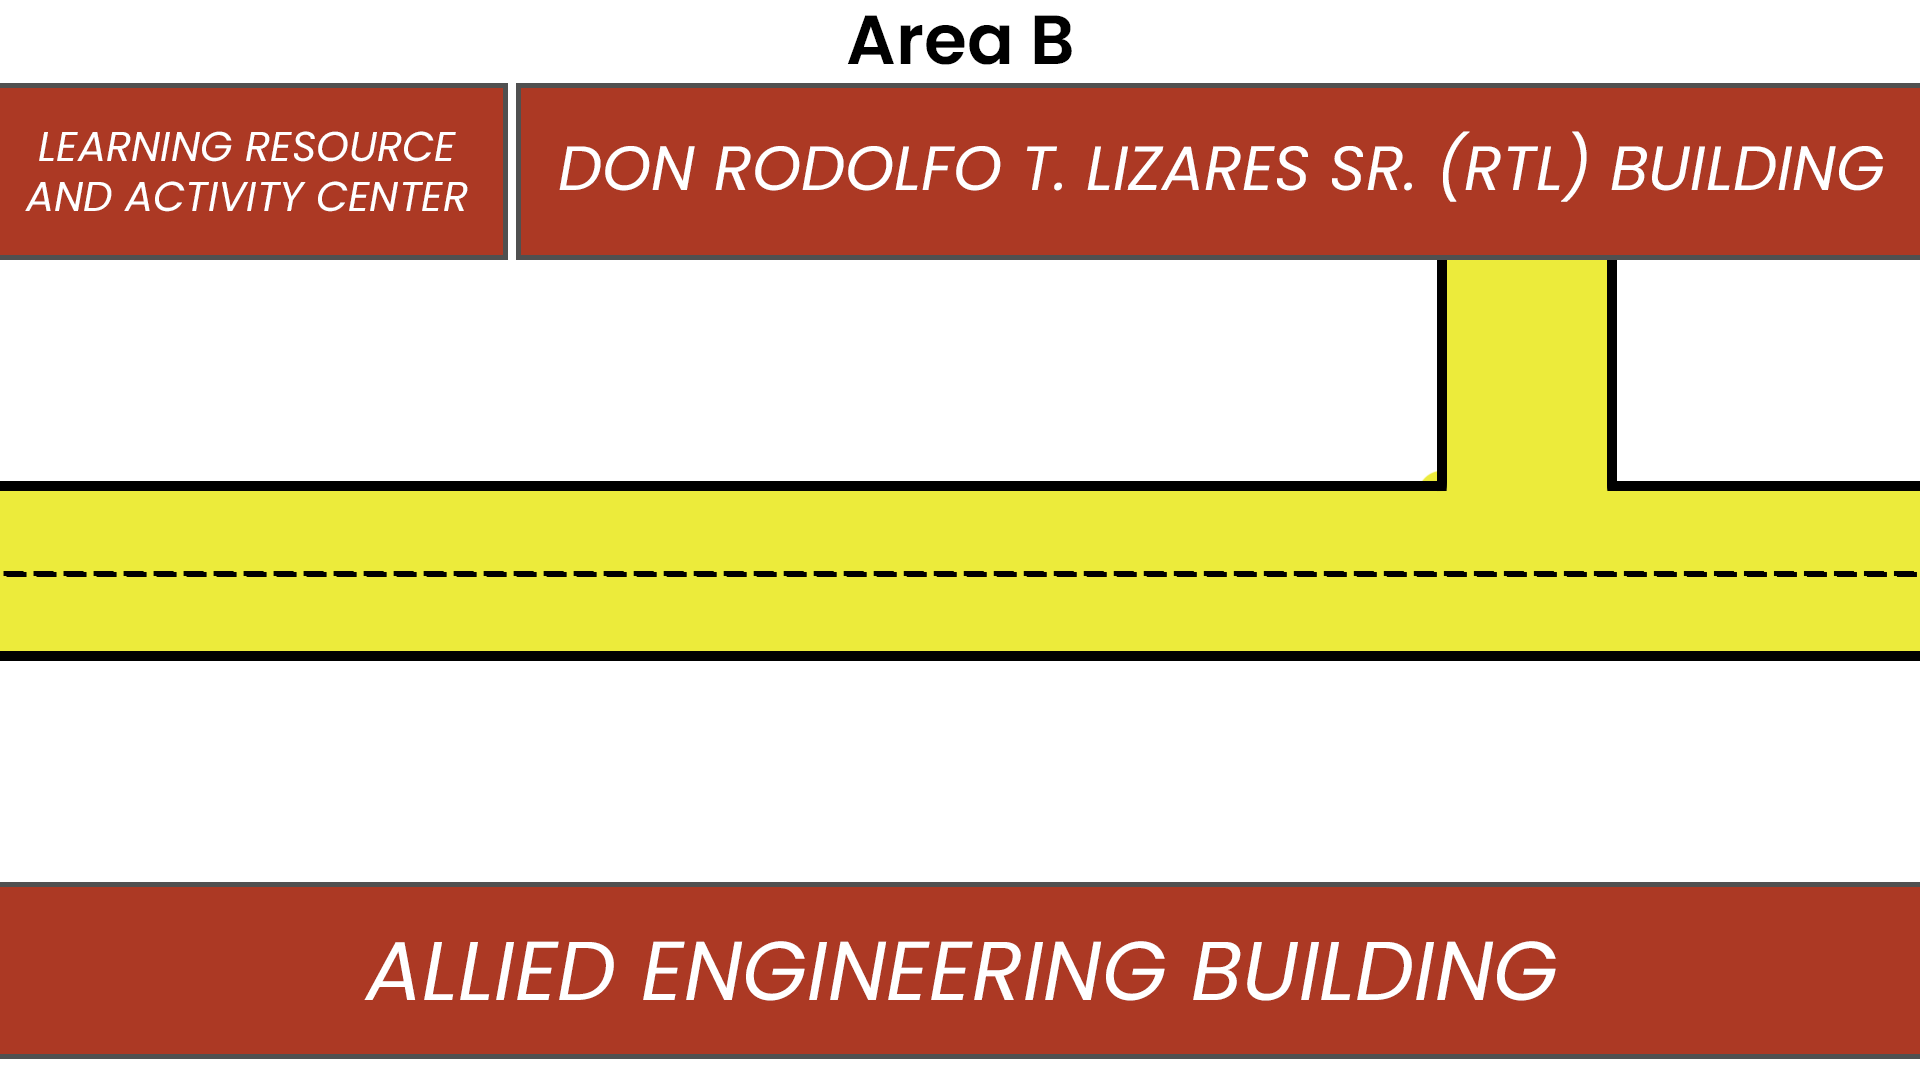 Area B
LEARNING RESOURCE
AND ACTIVITY CENTER
DON RODOLFO T. LIZARES SR. (RTL) BUILDING
ALLIED ENGINEERING BUILDING